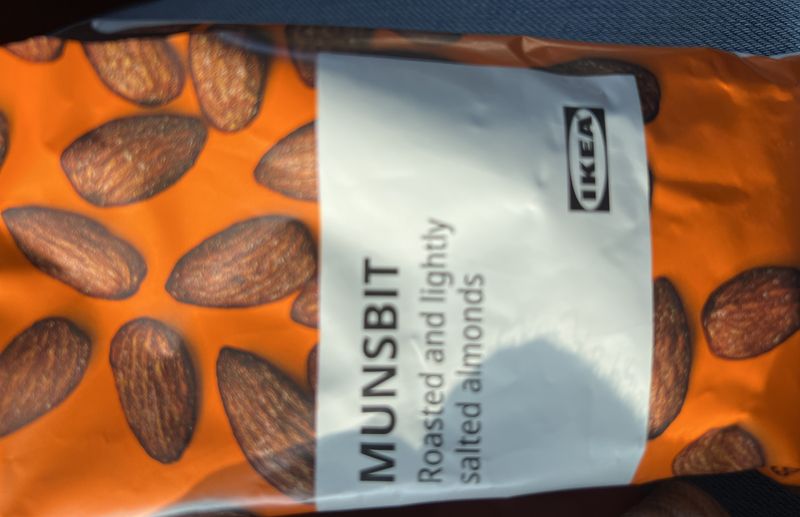 IKEA
MUNSBIT
Roasted and lightly
salted almonds